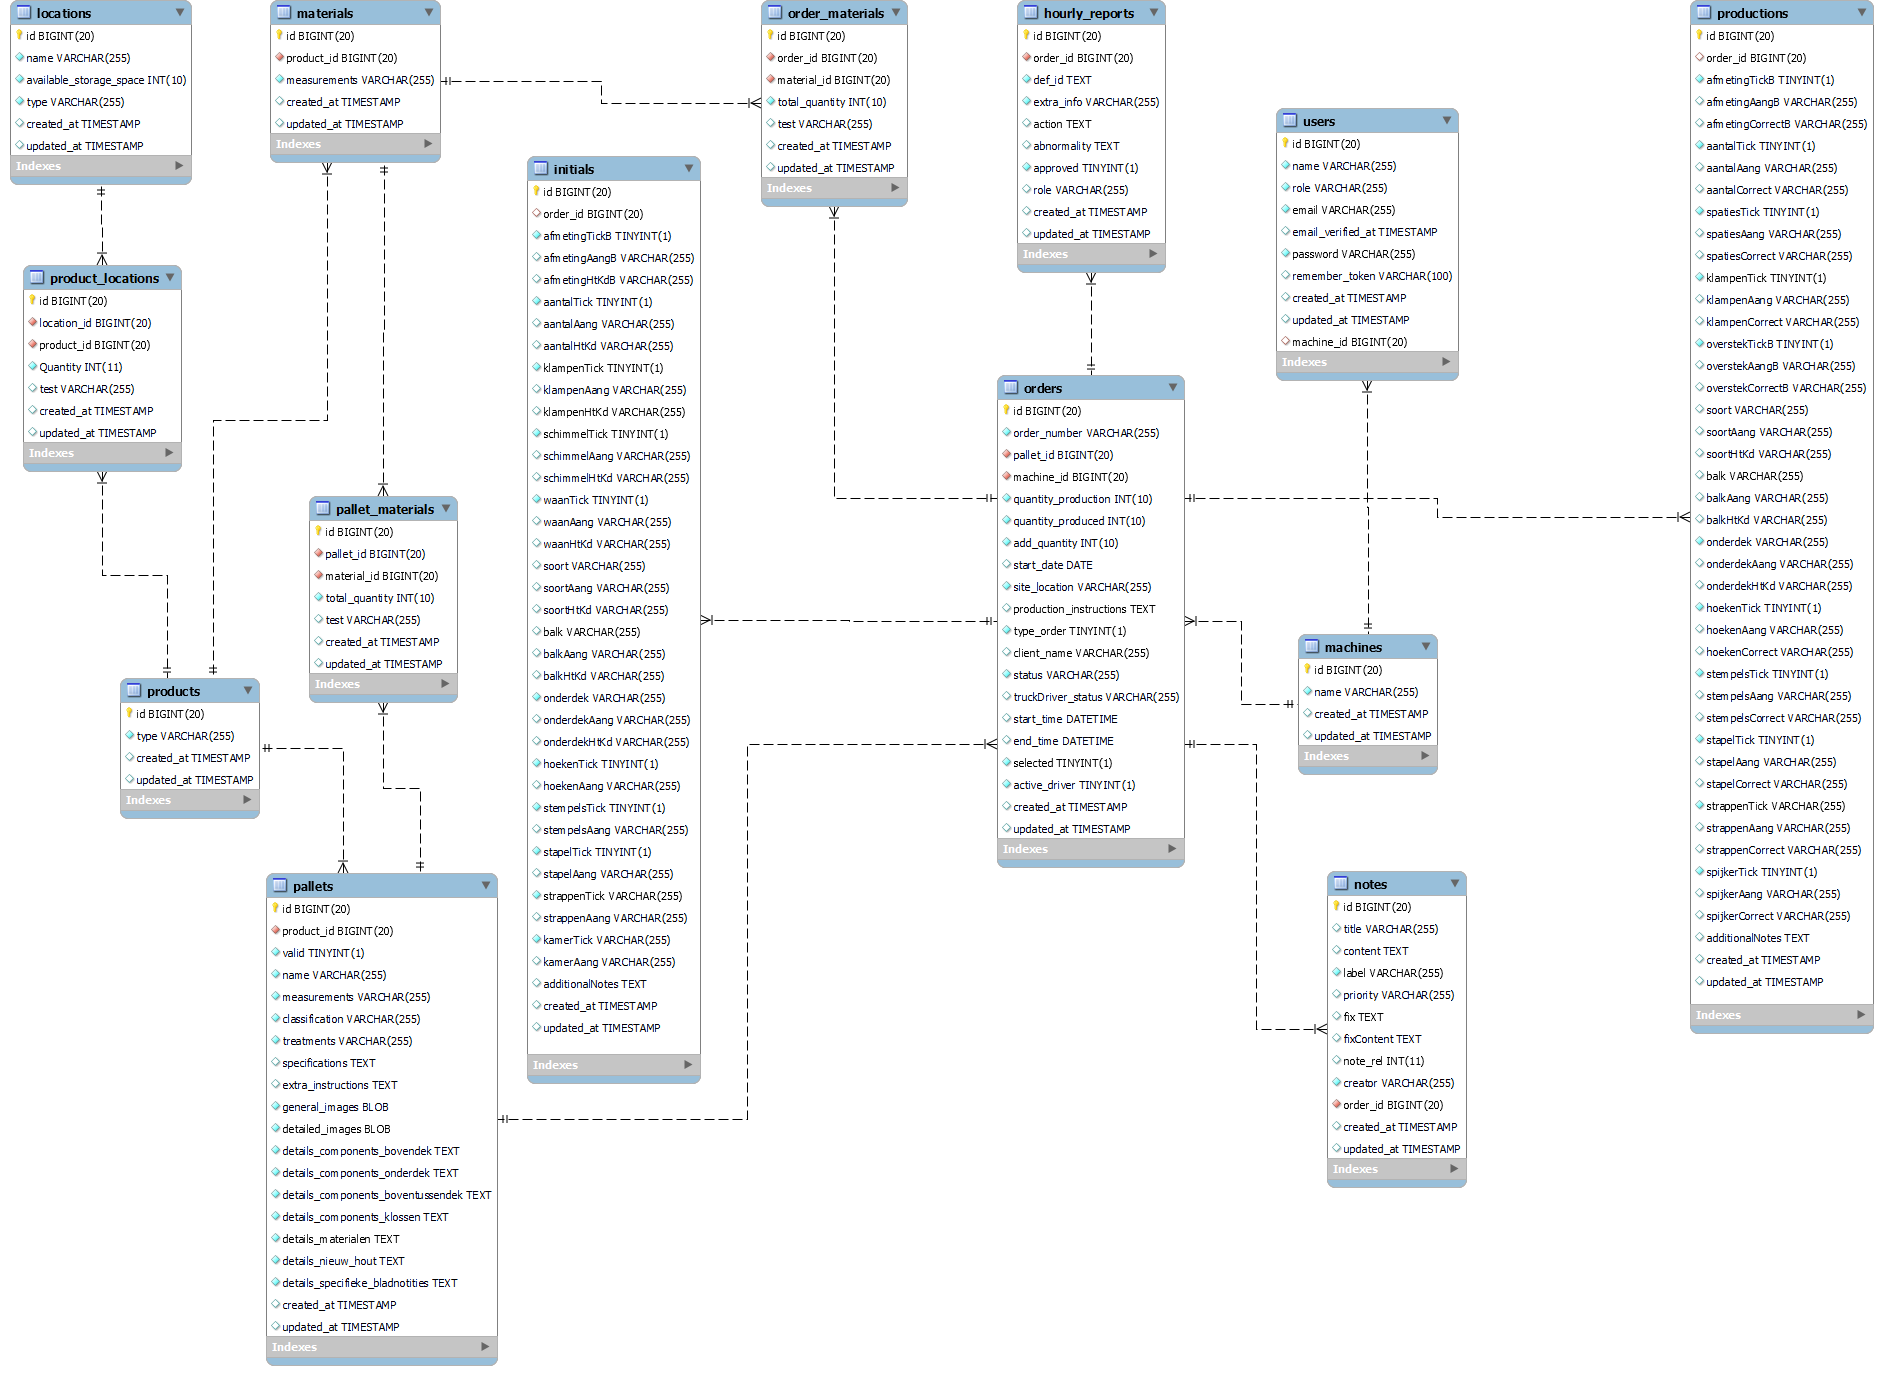 locations
id BIGINT(20)
name VARCHAR(255)
available_storage_space INT(10)
type VARCHAR(255)
created_at TIMESTAMP
updated_at TIMESTAMP
Indexes
materials
id BIGINT(20)
product_id BIGINT(20)
measurements VARCHAR(255)
created_at TIMESTAMP
updated_at TIMESTAMP
Indexes
order_materials
id BIGINT(20)
order_id BIGINT(20)
material_id BIGINT(20)
total_quantity INT(10)
test VARCHAR(255)
created_at TIMESTAMP
updated_at TIMESTAMP
Indexes
hourly_reports
id BIGINT(20)
order_id BIGINT(20)
def_id TEXT
extra_info VARCHAR(255)
action TEXT
abnormality TEXT
approved TINYINT(1)
role VARCHAR(255)
created_at TIMESTAMP
updated_at TIMESTAMP
Indexes
productions
id BIGINT(20)
order_id BIGINT(20)
afmetingTickB TINYINT(1)
afmetingAangB VARCHAR(255)
afmetingCorrectB VARCHAR(255)
aantalTick TINYINT(1)
aantalAang VARCHAR(255)
aantalCorrect VARCHAR(255)
spatiesTick TINYINT(1)
spatiesAang VARCHAR(255)
spatiesCorrect VARCHAR(255)
klampenTick TINYINT(1)
klampenAang VARCHAR(255)
klampenCorrect VARCHAR(255)
overstekTickB TINYINT(1)
overstekAangB VARCHAR(255)
overstekCorrectB VARCHAR(255)
soort VARCHAR(255)
soortAang VARCHAR(255)
soortHtKd VARCHAR(255)
balk VARCHAR(255)
balkAang VARCHAR(255)
balkHtKd VARCHAR(255)
onderdek VARCHAR(255)
onderdekAang VARCHAR(255)
onderdekHtKd VARCHAR(255)
hoekenTick TINYINT(1)
hoekenAang VARCHAR(255)
hoekenCorrect VARCHAR(255)
stempelsTick TINYINT(1)
stempelsAang VARCHAR(255)
stempelsCorrect VARCHAR(255)
stapelTick TINYINT(1)
stapelAang VARCHAR(255)
stapelCorrect VARCHAR(255)
strappenTick VARCHAR(255)
strappenAang VARCHAR(255)
strappenCorrect VARCHAR(255)
spijkerTick TINYINT(1)
spijkerAang VARCHAR(255)
spijkerCorrect VARCHAR(255)
additionalNotes TEXT
created_at TIMESTAMP
updated_at TIMESTAMP
Indexes
users
id BIGINT(20)
name VARCHAR(255)
role VARCHAR(255)
email VARCHAR(255)
email_verified_at TIMESTAMP
password VARCHAR(255)
remember_token VARCHAR(100)
created_at TIMESTAMP
updated_at TIMESTAMP
machine_id BIGINT(20)
Indexes
initials
id BIGINT(20)
order_id BIGINT(20)
afmetingTickB TINYINT(1)
afmetingAangB VARCHAR(255)
afmetingHtKdB VARCHAR(255)
aantalTick TINYINT(1)
aantalAang VARCHAR(255)
aantalHtKd VARCHAR(255)
klampenTick TINYINT(1)
klampenAang VARCHAR(255)
klampenHtKd VARCHAR(255)
schimmelTick TINYINT(1)
schimmelAang VARCHAR(255)
schimmelHtKd VARCHAR(255)
waanTick TINYINT(1)
waanAang VARCHAR(255)
waanHtKd VARCHAR(255)
soort VARCHAR(255)
soortAang VARCHAR(255)
soortHtKd VARCHAR(255)
balk VARCHAR(255)
balkAang VARCHAR(255)
balkHtKd VARCHAR(255)
onderdek VARCHAR(255)
onderdekAang VARCHAR(255)
onderdekHtKd VARCHAR(255)
hoekenTick TINYINT(1)
hoekenAang VARCHAR(255)
stempelsTick TINYINT(1)
stempelsAang VARCHAR(255)
stapelTick TINYINT(1)
stapelAang VARCHAR(255)
strappenTick VARCHAR(255)
strappenAang VARCHAR(255)
kamerTick VARCHAR(255)
kamerAang VARCHAR(255)
additionalNotes TEXT
created_at TIMESTAMP
updated_at TIMESTAMP
Indexes
product_locations
id BIGINT(20)
location_id BIGINT(20)
product_id BIGINT(20)
Quantity INT(11)
test VARCHAR(255)
created_at TIMESTAMP
updated_at TIMESTAMP
Indexes
orders
id BIGINT(20)
order_number VARCHAR(255)
pallet_id BIGINT(20)
machine_id BIGINT(20)
quantity_production INT(10)
quantity_produced INT(10)
add_quantity INT(10)
start_date DATE
site_location VARCHAR(255)
production_instructions TEXT
type_order TINYINT(1)
client_name VARCHAR(255)
status VARCHAR(255)
truckDriver_status VARCHAR(255)
start_time DATETIME
end_time DATETIME
selected TINYINT(1)
active_driver TINYINT(1)
created_at TIMESTAMP
updated_at TIMESTAMP
Indexes
pallet_materials
id BIGINT(20)
pallet_id BIGINT(20)
material_id BIGINT(20)
total_quantity INT(10)
test VARCHAR(255)
created_at TIMESTAMP
updated_at TIMESTAMP
Indexes
machines
id BIGINT(20)
name VARCHAR(255)
created_at TIMESTAMP
updated_at TIMESTAMP
Indexes
products
id BIGINT(20)
type VARCHAR(255)
created_at TIMESTAMP
updated_at TIMESTAMP
Indexes
pallets
id BIGINT(20)
product_id BIGINT(20)
valid TINYINT(1)
name VARCHAR(255)
measurements VARCHAR(255)
classification VARCHAR(255)
treatments VARCHAR(255)
specifications TEXT
extra_instructions TEXT
general_images BLOB
detailed_images BLOB
details_components_bovendek TEXT
details_components_onderdek TEXT
details_components_boventussendek TEXT
details_components_klossen TEXT
details_materialen TEXT
details_nieuw_hout TEXT
details_specifieke_bladnotities TEXT
created_at TIMESTAMP
updated_at TIMESTAMP
Indexes
notes
id BIGINT(20)
title VARCHAR(255)
content TEXT
label VARCHAR(255)
priority VARCHAR(255)
fix TEXT
fixContent TEXT
note_rel INT(11)
creator VARCHAR(255)
order_id BIGINT(20)
created_at TIMESTAMP
updated_at TIMESTAMP
Indexes